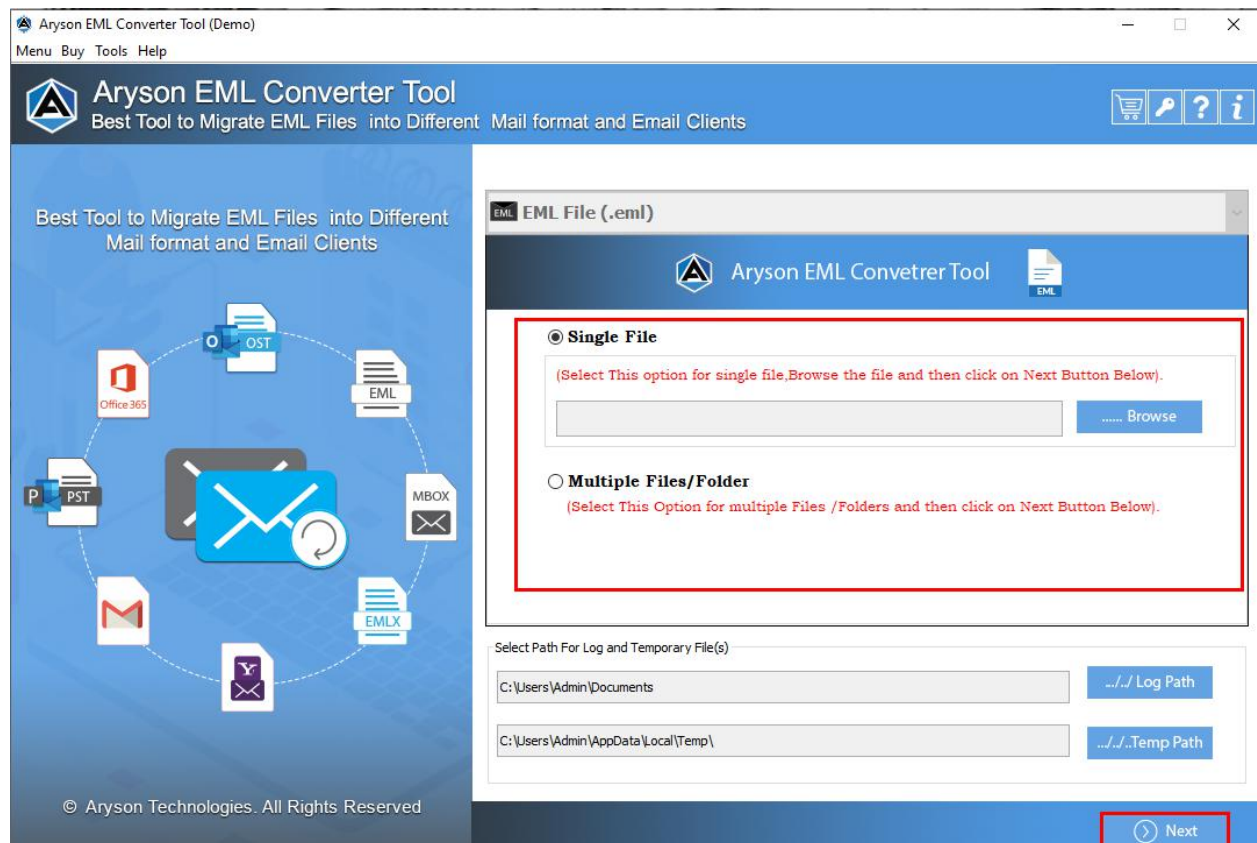 Aryson EML Converter Tool (Demo)
Menu Buy Tools Help
Aryson EML Converter Tool
Best Tool to Migrate EML Files into Different Mail format and Email Clients
Best Tool to Migrate EML Files into Different
Mail format and Email Clients
O OST
Office 365
EML
P PST
MBOX
EMLX
Y
© Aryson Technologies. All Rights Reserved
EML EML File (.eml)
Aryson EML Convetrer Tool
EML
Single File
(Select This option for single file,Browse the file and then click on Next Button Below).
...... Browse
Multiple Files/Folder
(Select This Option for multiple Files /Folders and then click on Next Button Below).
Select Path For Log and Temporary File(s)
C:\Users\Admin\Documents
.../../ Log Path
C:\Users\Admin\AppData\Local\Temp\
.../../..Temp Path
Next